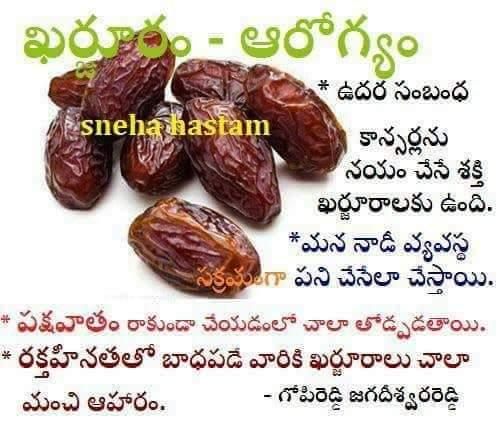 ఖర్జూరం - ఆరోగ్యం
* ఉదర సంబంధ
sneha hastam
కాన్సర్లను
నయం చేసే శక్తి
ఖర్జూరాలకు ఉంది.
*మన నాడీ వ్యవస్థ
సక్రమంగా పని చేసేలా చేస్తాయి.
* పక్షవాతం రాకుండా చేయడంలో చాలా తోడ్పడతాయి.
* రక్తహీనతలో బాధపడే వారికి ఖర్జూరాలు చాలా
మంచి ఆహారం. - గోపిరెడ్డి జగదీశ్వరరెడ్డి